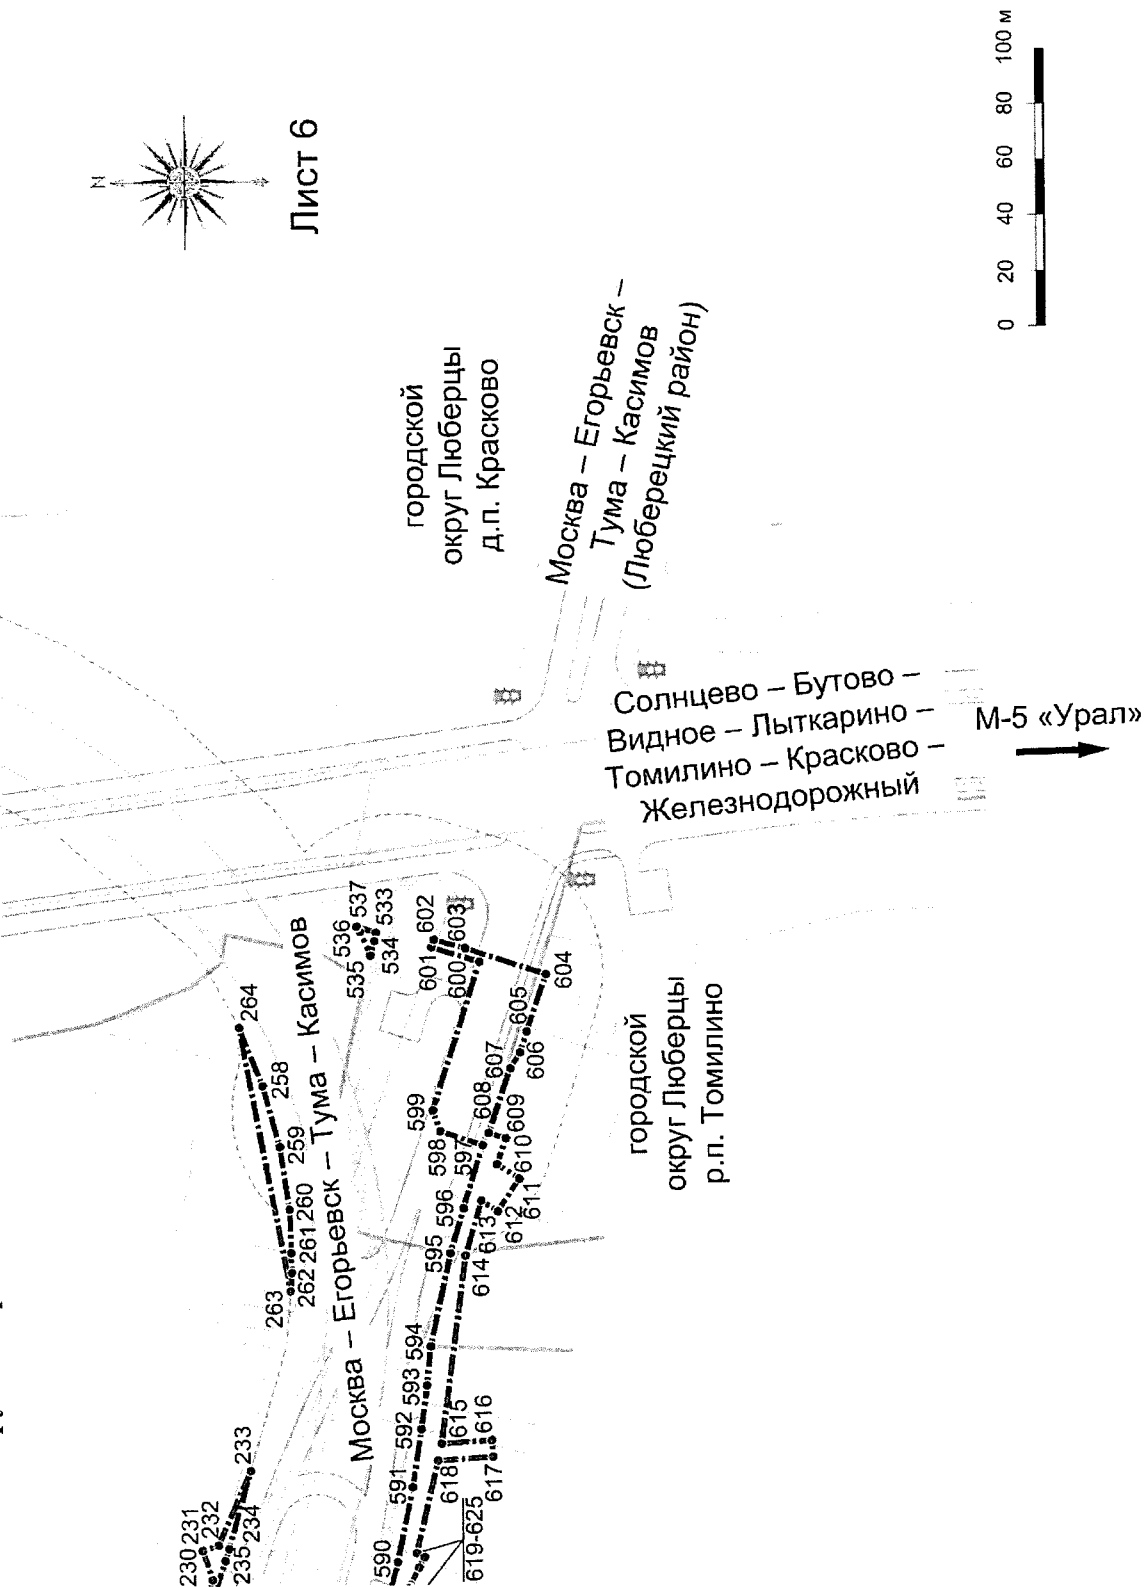 N
Лист 6
городской
округ Люберцы
д.п. Красково
Москва – Егорьевск –
Тума – Касимов
(Люберецкий район)
0 20 40 60 80 100 м
Солнцево – Бутово –
Видное – Лыткарино –
Томилино – Красково –
Железнодорожный
М-5 «Урал»
Москва – Егорьевск – Тума – Касимов
городской
округ Люберцы
р.п. Томилино
230
231
232
233
234
235
258
259
260
261
262
263
264
533
534
535
536
537
590
591
592
593
594
595
596
597
598
599
600
601
602
603
604
605
606
607
608
609
610
611
612
613
614
615
616
617
618
619-625